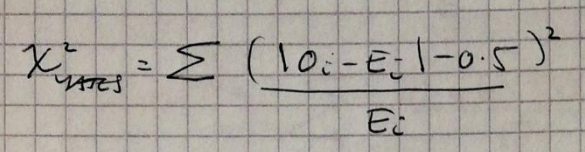 χ²YATES = Σ (|Oi - Ei| - 0.5)² / Ei